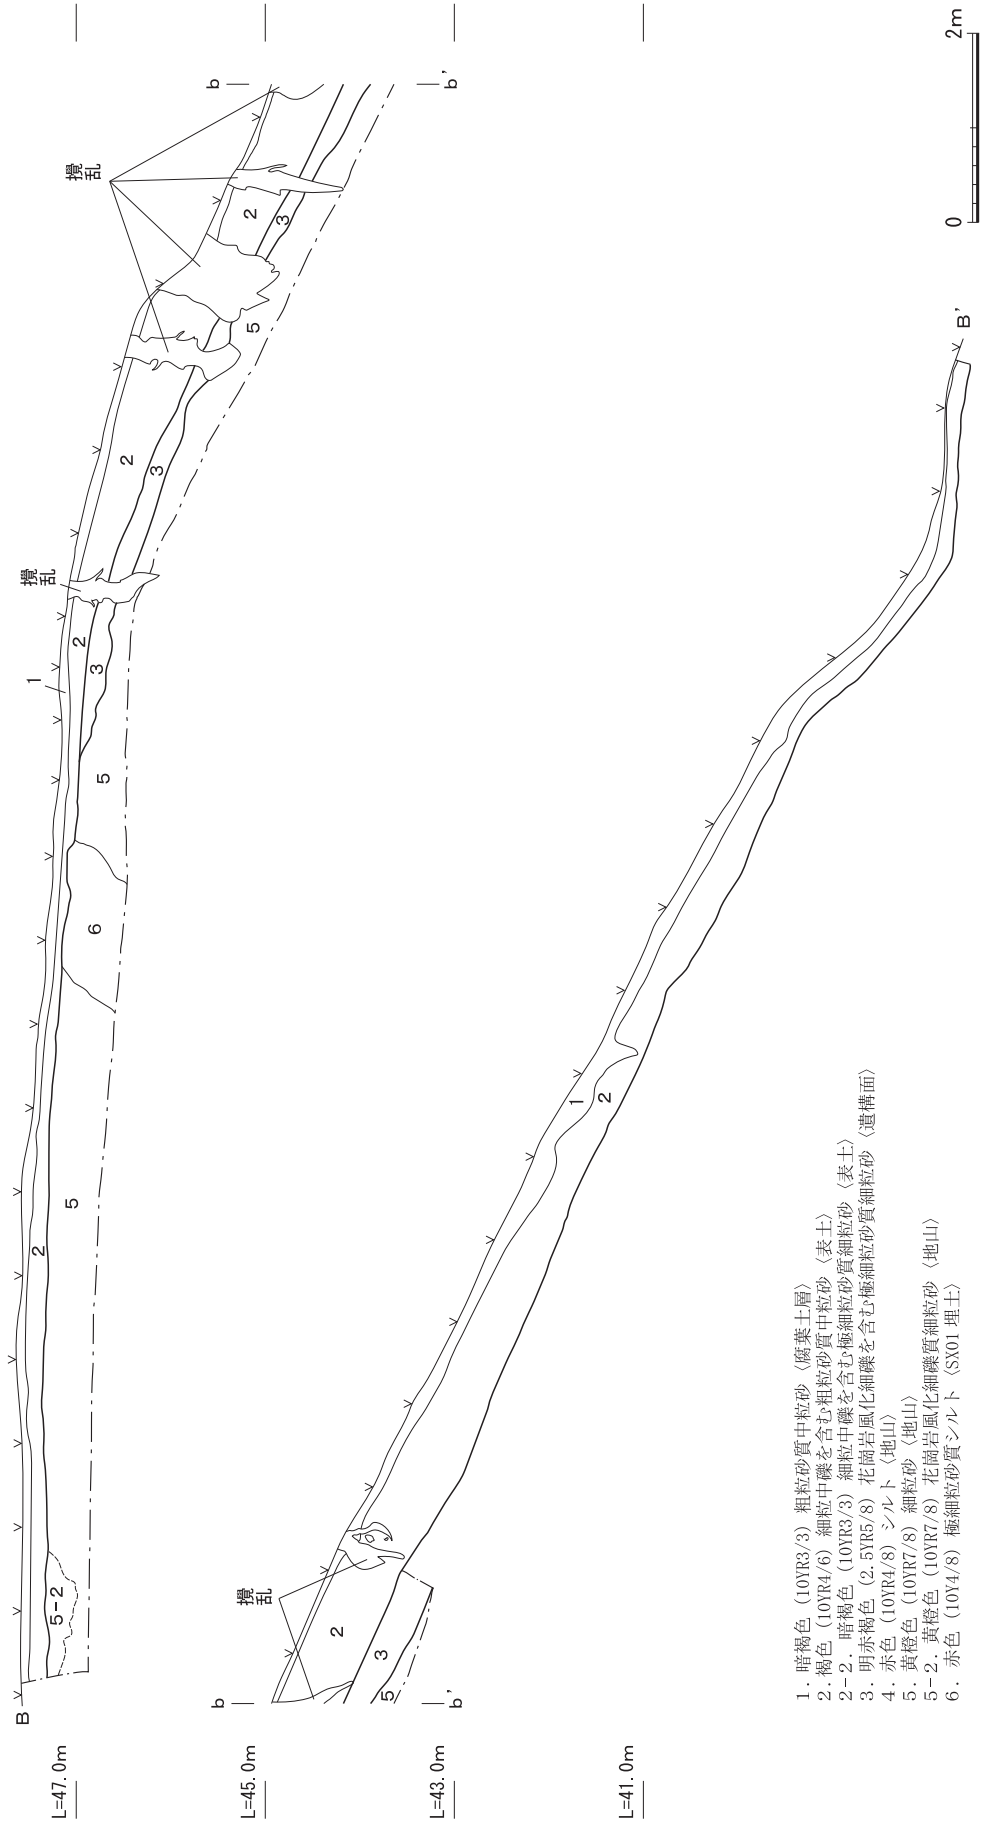 B
L=47.0m
5-2
2
5
6
5
1
2
3
攪乱
2
3
5
2
3
攪乱
b
b'
b
b'
L=45.0m
L=43.0m
L=41.0m
攪乱
2
3
5
1
2
B'
0 2m
1. 暗褐色（10YR3/3）粗粒砂質中粒砂〈腐葉土層〉
2. 褐色（10YR4/6）細粒中礫を含む粗粒砂質中粒砂〈表土〉
2-2. 暗褐色（10YR3/3）細粒中礫を含む極細粒砂質細粒砂〈表土〉
3. 明赤褐色（2.5YR5/8）花崗岩風化細礫を含む極細粒砂質細粒砂〈遺構面〉
4. 赤色（10YR4/8）シルト〈地山〉
5. 黄橙色（10YR7/8）細粒砂〈地山〉
5-2. 黄橙色（10YR7/8）花崗岩風化細礫質細粒砂〈地山〉
6. 赤色（10Y4/8）極細粒砂質シルト〈SX01 埋土〉